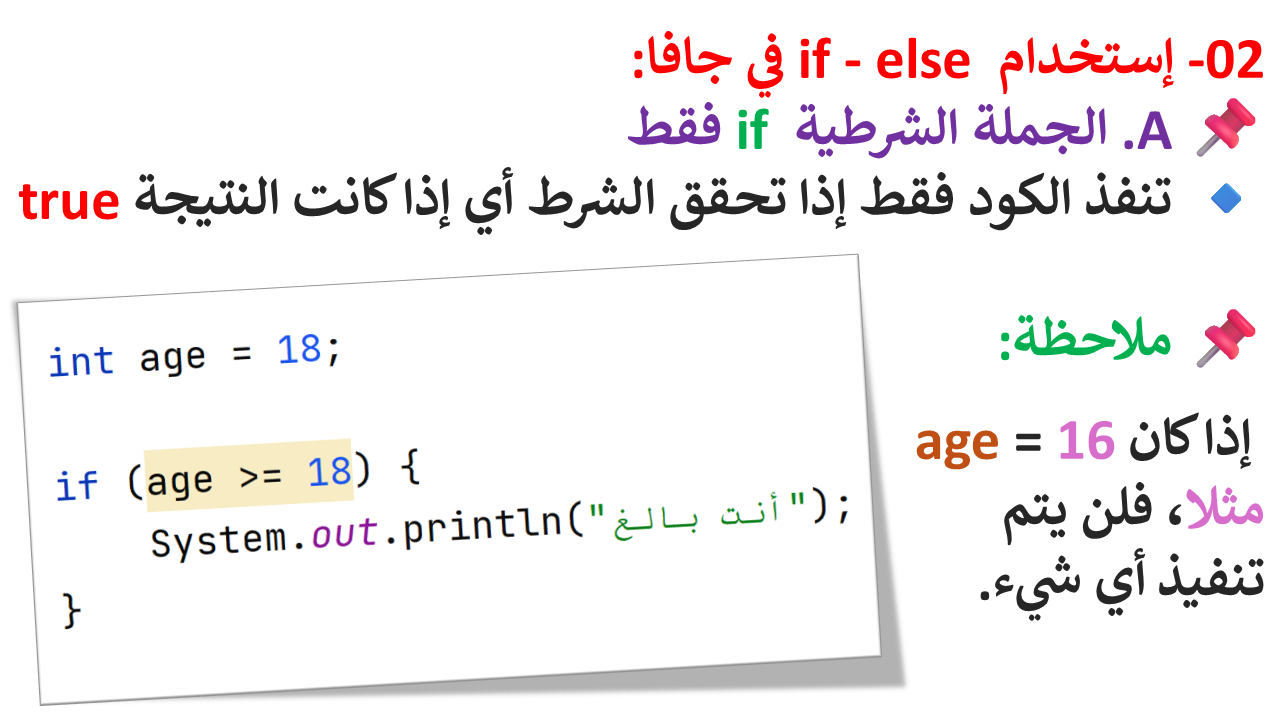 02- إستخدام if - else في جافا:
A. الجملة الشرطية if فقط
تنفذ الكود فقط إذا تحقق الشرط أي إذا كانت النتيجة true
ملاحظة:
إذا كان age = 16
مثلا، فلن يتم
تنفيذ أي شيء.
int age = 18;
if (age >= 18) {
System.out.println("أنت بالغ");
}